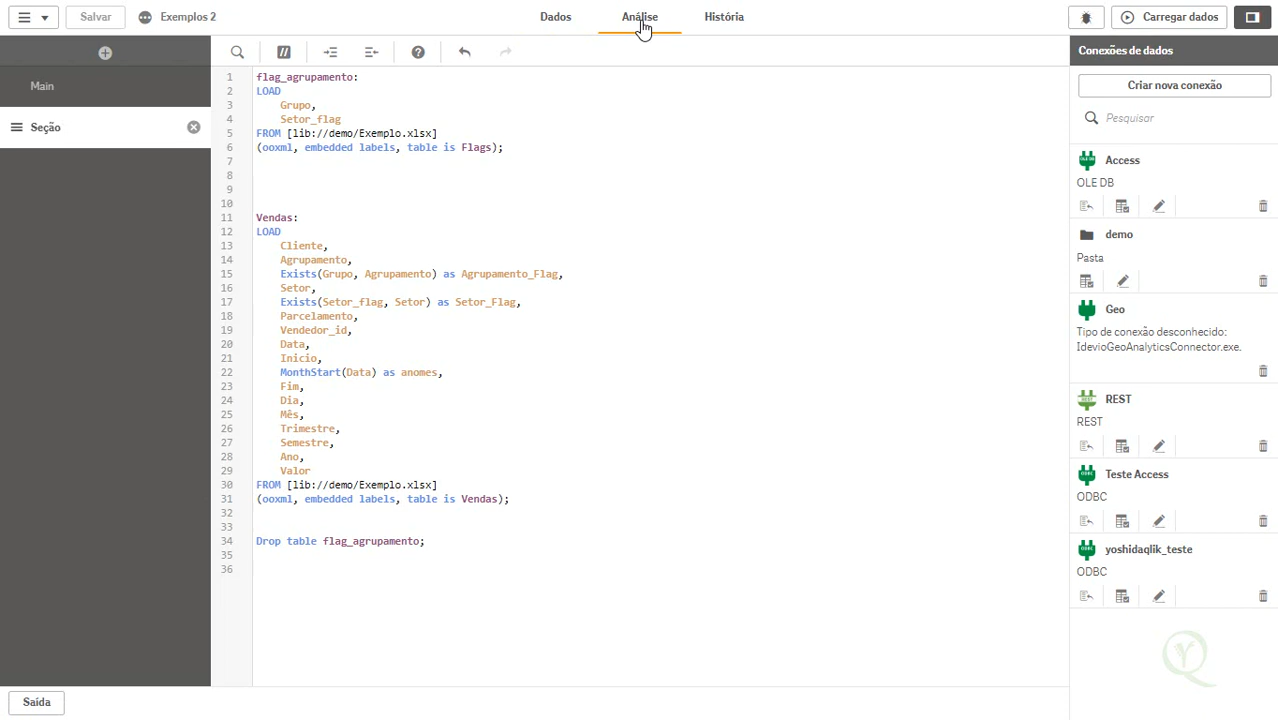 Salvar
Exemplos 2
Dados
Análise
História
Carregar dados
Main
Seção
1 flag_agrupamento:
2 LOAD
3 Grupo,
4 Setor_flag
5 FROM [lib://demo/Exemplo.xlsx]
6 (ooxml, embedded labels, table is Flags);
7
8
9
10
11 Vendas:
12 LOAD
13 Cliente,
14 Agrupamento,
15 Exists(Grupo, Agrupamento) as Agrupamento_Flag,
16 Setor,
17 Exists(Setor_flag, Setor) as Setor_Flag,
18 Parcelamento,
19 Vendedor_id,
20 Data,
21 Inicio,
22 MonthStart(Data) as anomes,
23 Fim,
24 Dia,
25 Mês,
26 Trimestre,
27 Semestre,
28 Ano,
29 Valor
30 FROM [lib://demo/Exemplo.xlsx]
31 (ooxml, embedded labels, table is Vendas);
32
33
34 Drop table flag_agrupamento;
35
36
Saída
Conexões de dados
Criar nova conexão
Pesquisar
OLE DB Access
OLE DB
demo
Pasta
Geo
Tipo de conexão desconhecido:
IdevioGeoAnalyticsConnector.exe.
REST REST
REST
ODBC Teste Access
ODBC
ODBC yoshidaqlik_teste
ODBC